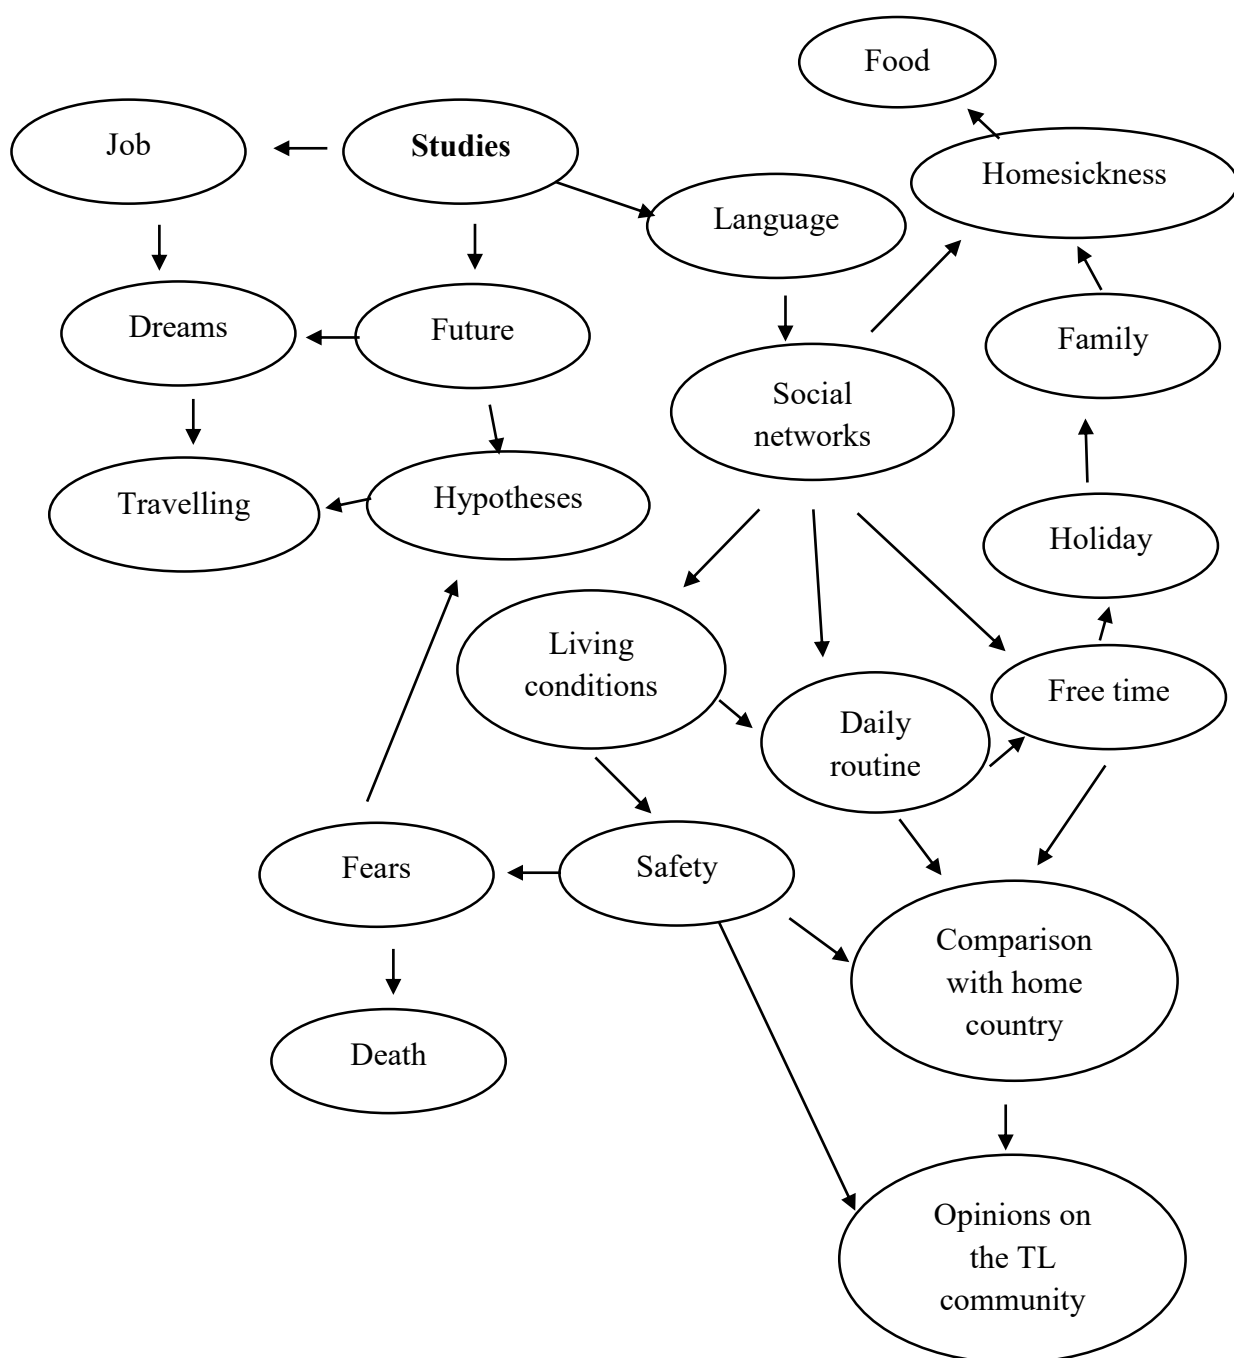 Food
Job
Studies
Homesickness
Language
Dreams
Future
Family
Social
networks
Travelling
Hypotheses
Holiday
Living
conditions
Free time
Daily
routine
Fears
Safety
Comparison
with home
country
Death
Opinions on
the TL
community